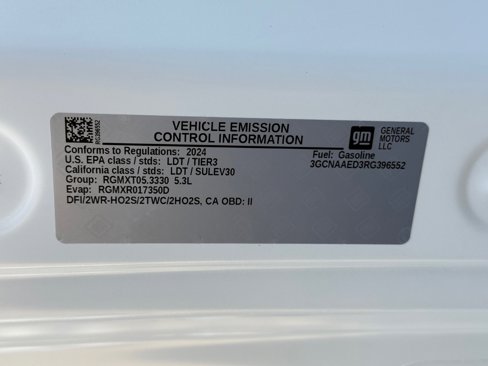 VEHICLE EMISSION
CONTROL INFORMATION
RG396552
gm
GENERAL
MOTORS
LLC
Conforms to Regulations: 2024
U.S. EPA class / stds: LDT / TIER3
California class / stds: LDT / SULEV30
Group: RGMXT05.3330 5.3L
Evap: RGMXR017350D
DFI/2WR-HO2S/2TWC/2HO2S, CA OBD: II
Fuel: Gasoline
3GCNAAED3RG396552